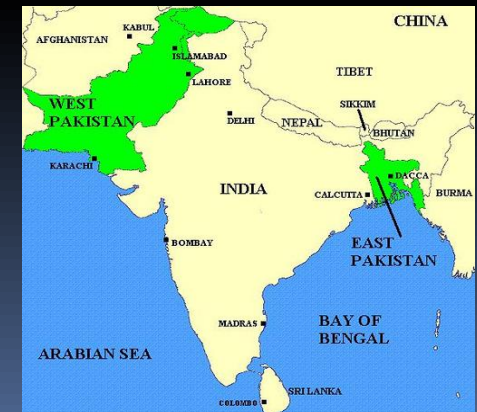 CHINA
KABUL
AFGHANISTAN
ISLAMABAD
LAHORE
TIBET
WEST
PAKISTAN
SIKKIM
DELHI
NEPAL
BHUTAN
KARACHI
DACCA
INDIA
CALCUTTA
BURMA
EAST
PAKISTAN
BOMBAY
MADRAS
BAY OF
BENGAL
ARABIAN SEA
SRI LANKA
COLOMBO